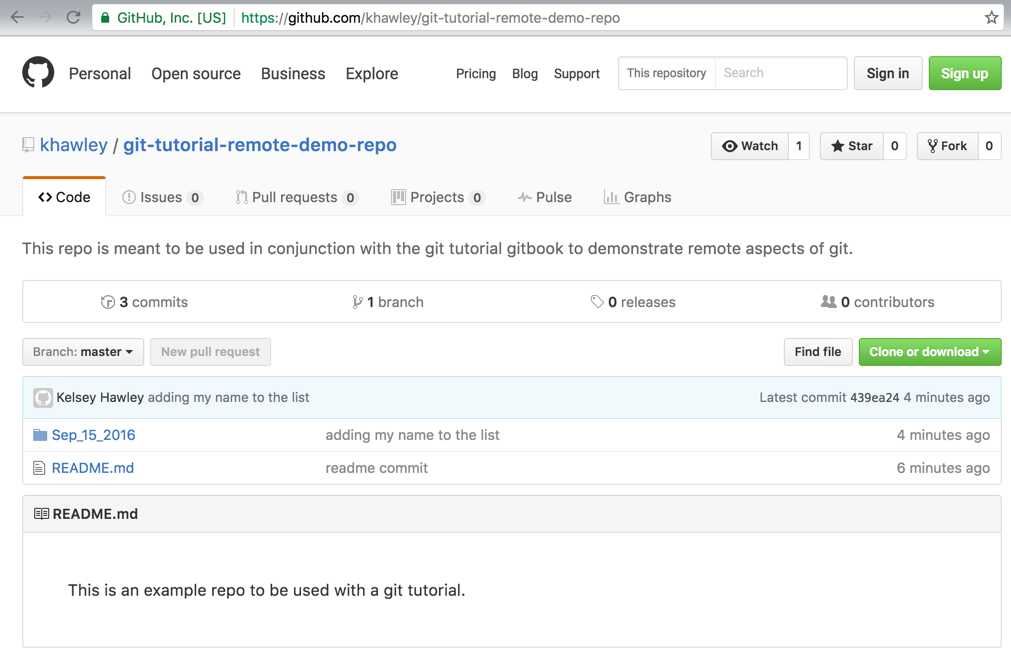 GitHub, Inc. [US] https://github.com/khawley/git-tutorial-remote-demo-repo
Personal Open source Business Explore Pricing Blog Support This repository Search Sign in Sign up
khawley / git-tutorial-remote-demo-repo Watch 1 Star 0 Fork 0
Code Issues 0 Pull requests 0 Projects 0 Pulse Graphs
This repo is meant to be used in conjunction with the git tutorial gitbook to demonstrate remote aspects of git.
3 commits 1 branch 0 releases 0 contributors
Branch: master New pull request Find file Clone or download
Kelsey Hawley adding my name to the list Latest commit 439ea24 4 minutes ago
Sep_15_2016 adding my name to the list 4 minutes ago
README.md readme commit 6 minutes ago
README.md
This is an example repo to be used with a git tutorial.